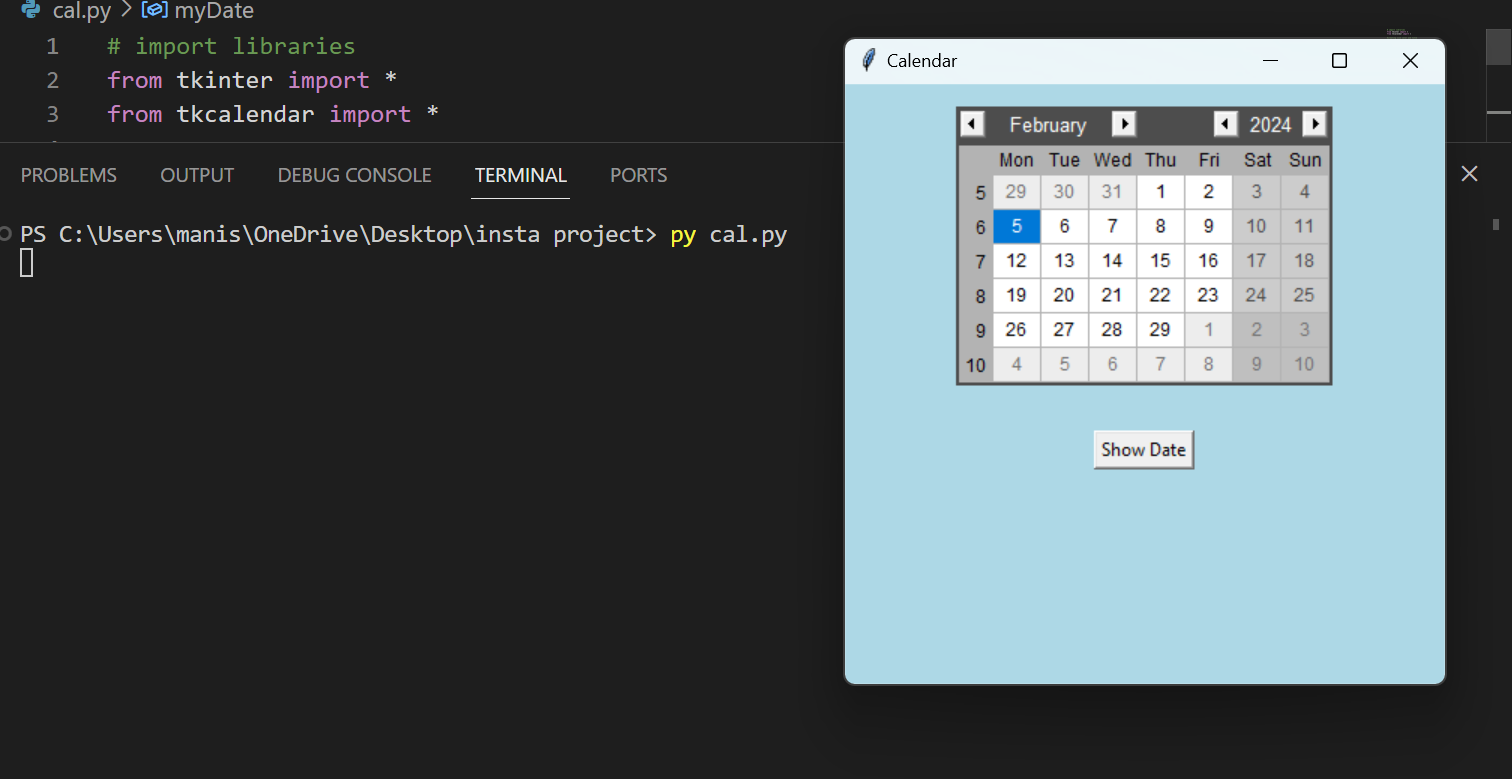 cal.py > myDate
1 # import libraries
2 from tkinter import *
3 from tkcalendar import *
PROBLEMS OUTPUT DEBUG CONSOLE TERMINAL PORTS
PS C:\Users\manis\OneDrive\Desktop\insta project> py cal.py
Calendar
February 2024
Mon Tue Wed Thu Fri Sat Sun
5 29 30 31 1 2 3 4
6 5 6 7 8 9 10 11
7 12 13 14 15 16 17 18
8 19 20 21 22 23 24 25
9 26 27 28 29 1 2 3
10 4 5 6 7 8 9 10
Show Date